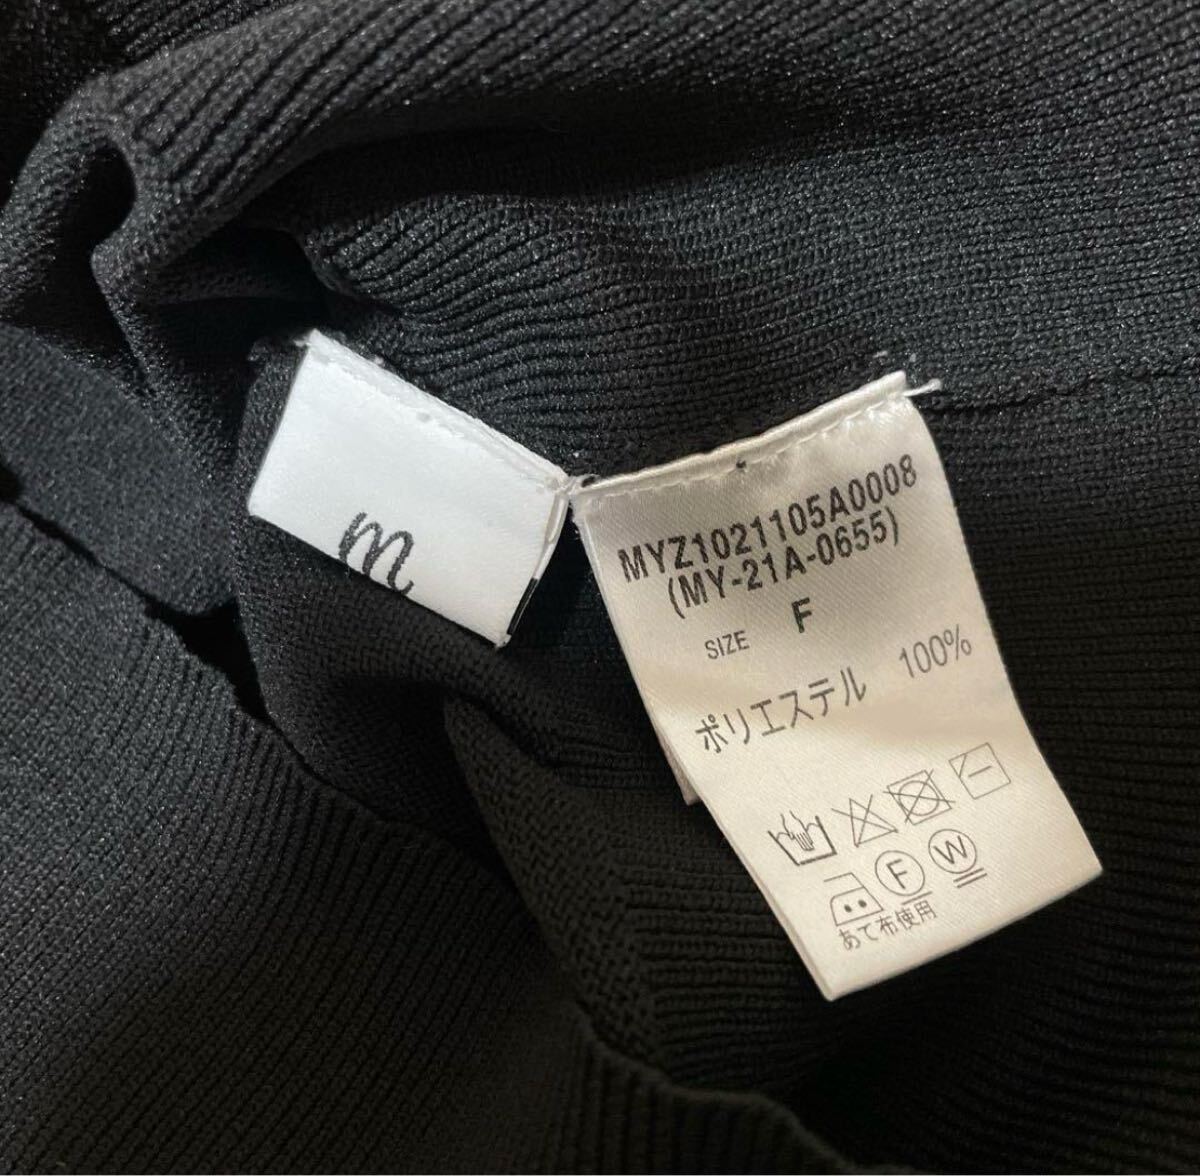 m
MYZ1021105A0008
(MY-21A-0655)
SIZE F
ポリエステル 100%
F W
あて布使用